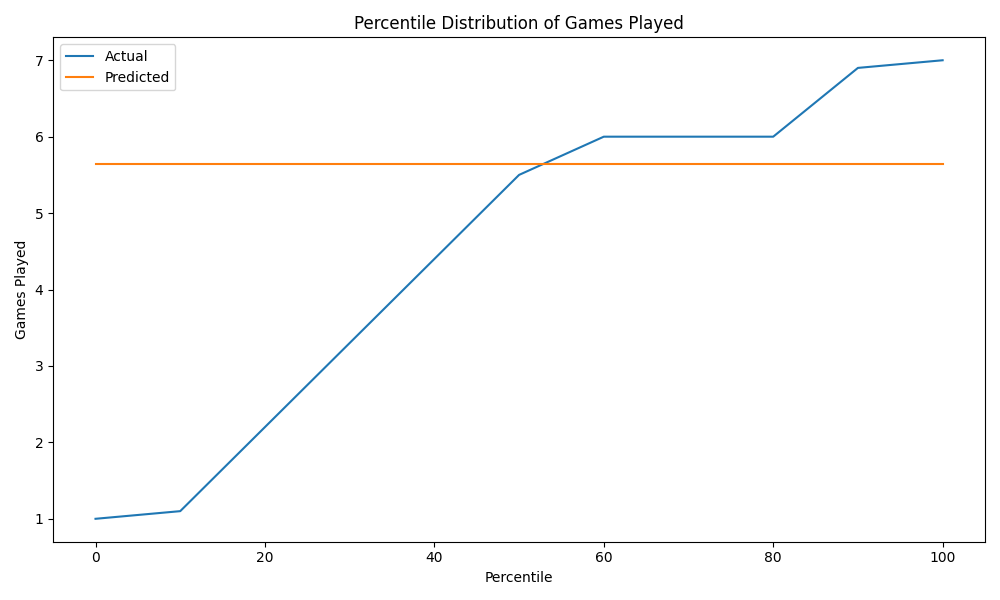 Percentile Distribution of Games Played
Actual
Predicted
7
6
5
4
3
2
1
Games Played
0 20 40 60 80 100
Percentile